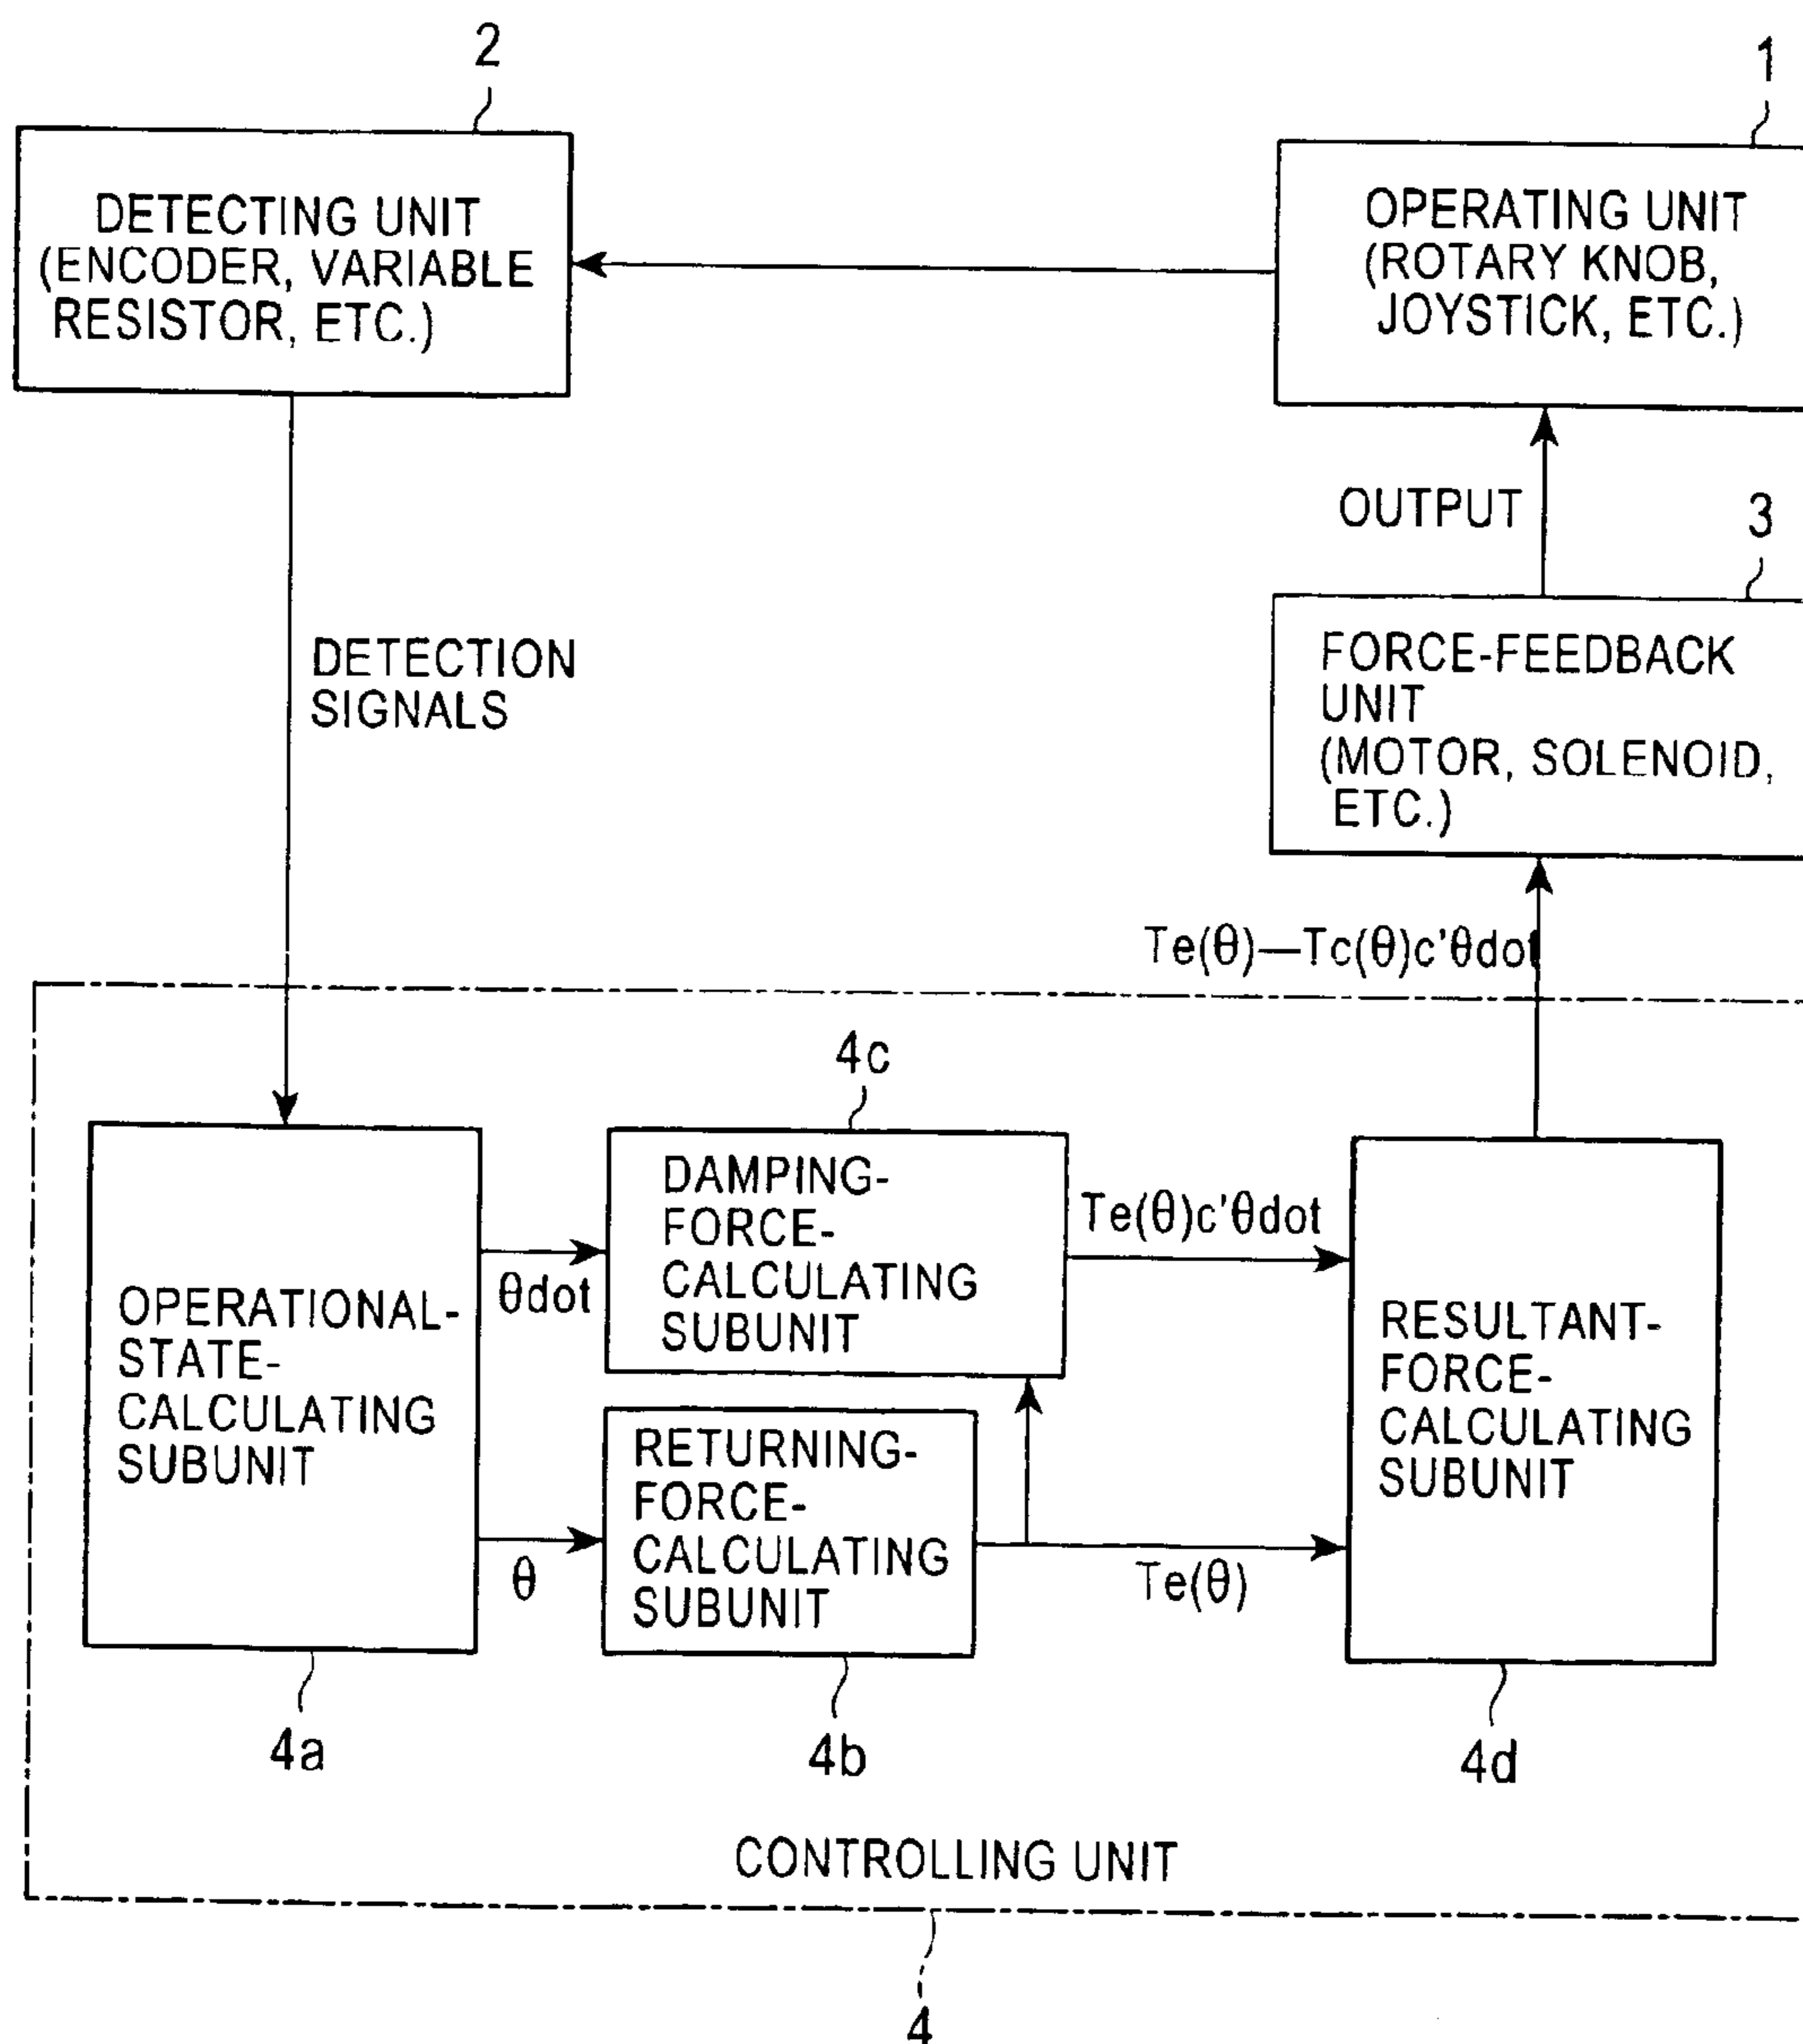 2
1
DETECTING UNIT
(ENCODER, VARIABLE
RESISTOR, ETC.)
OPERATING UNIT
(ROTARY KNOB,
JOYSTICK, ETC.)
OUTPUT
3
DETECTION
SIGNALS
FORCE-FEEDBACK
UNIT
(MOTOR, SOLENOID,
ETC.)
Te(θ)—Tc(θ)c'θdot
4c
DAMPING-
FORCE-
CALCULATING
SUBUNIT
Te(θ)c'θdot
θdot
OPERATIONAL-
STATE-
CALCULATING
SUBUNIT
RESULTANT-
FORCE-
CALCULATING
SUBUNIT
RETURNING-
FORCE-
CALCULATING
SUBUNIT
θ
Te(θ)
4a
4b
4d
CONTROLLING UNIT
4